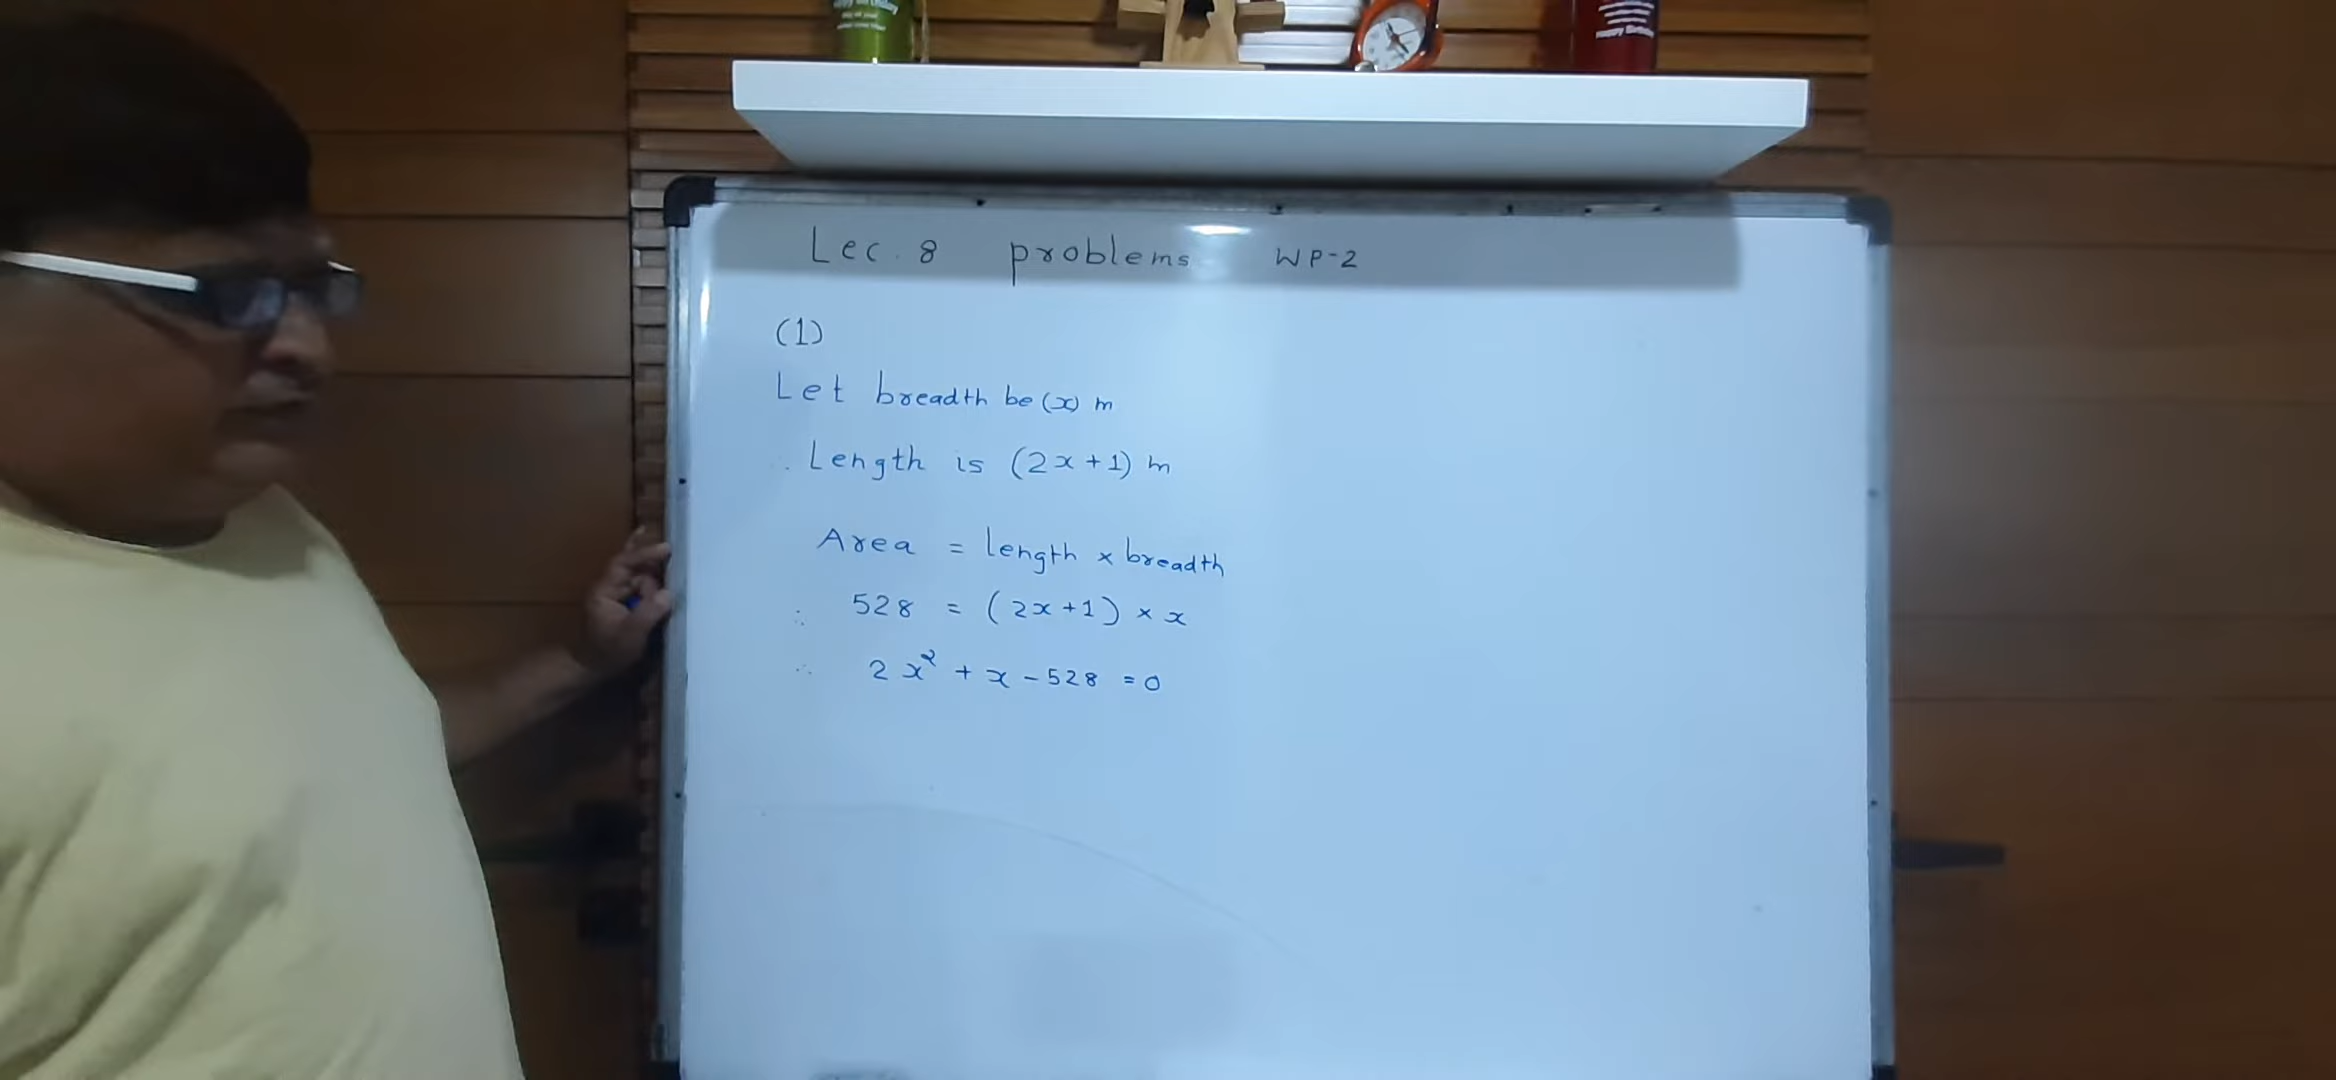 Lec. 8 problems WP-2
(1)
Let breadth be (x) m
. Length is (2x+1) m
Area = length × breadth
∴ 528 = (2x+1) × x
∴ 2x² + x - 528 = 0